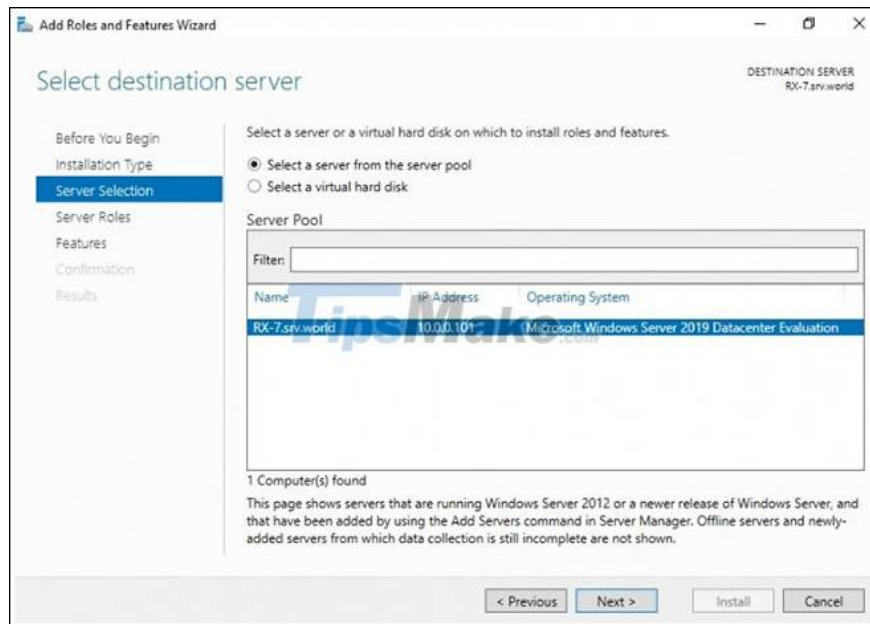 Add Roles and Features Wizard
Select destination server
DESTINATION SERVER
RX-7.srv.world
Before You Begin
Installation Type
Server Selection
Server Roles
Features
Confirmation
Results
Select a server or a virtual hard disk on which to install roles and features.
Select a server from the server pool
Select a virtual hard disk
Server Pool
Filter:
Name IP Address Operating System
RX-7.srv.world 10.0.0.101 Microsoft Windows Server 2019 Datacenter Evaluation
TipsMake.com
1 Computer(s) found
This page shows servers that are running Windows Server 2012 or a newer release of Windows Server, and
that have been added by using the Add Servers command in Server Manager. Offline servers and newly-
added servers from which data collection is still incomplete are not shown.
< Previous Next > Install Cancel